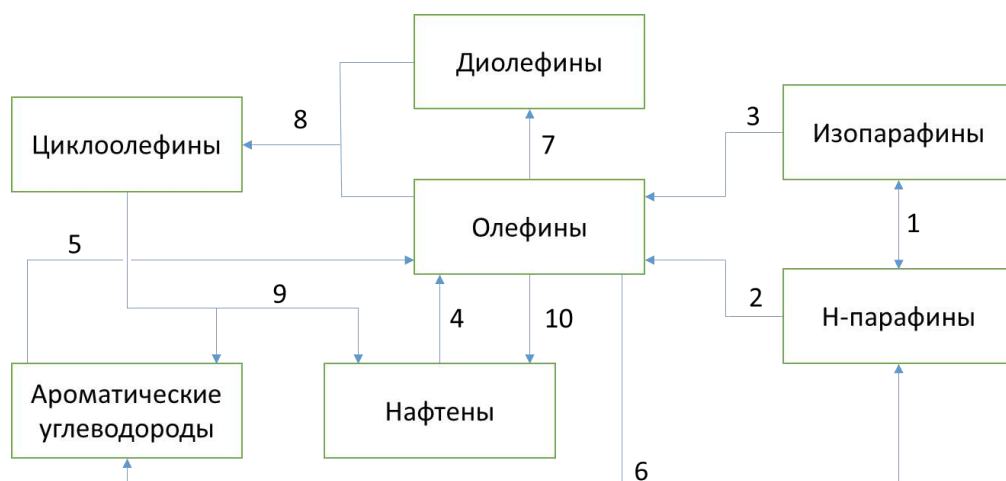 Диолефины
8
3
Циклоолефины
Изопарафины
7
Олефины
1
5
9
2
4
10
Н-парафины
Ароматические
углеводороды
Нафтены
6